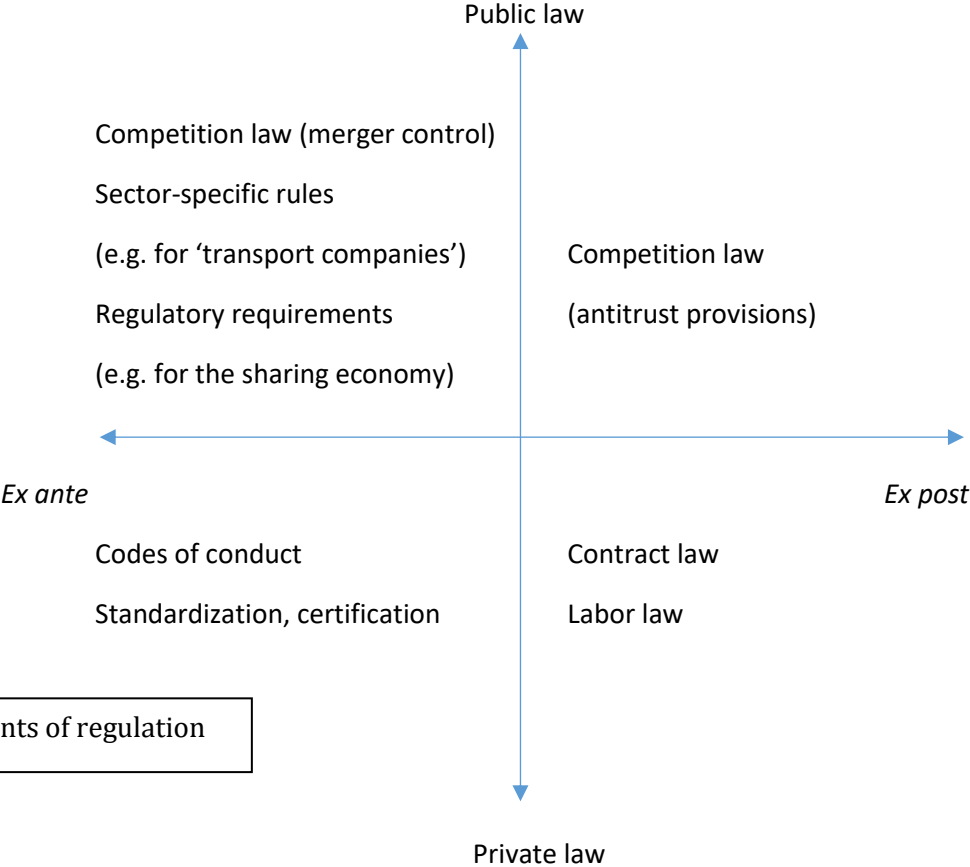 Public law
Competition law (merger control)
Sector-specific rules
(e.g. for ‘transport companies’)
Competition law
Regulatory requirements
(antitrust provisions)
(e.g. for the sharing economy)
Ex ante
Ex post
Codes of conduct
Contract law
Standardization, certification
Labor law
of regulation
Private law